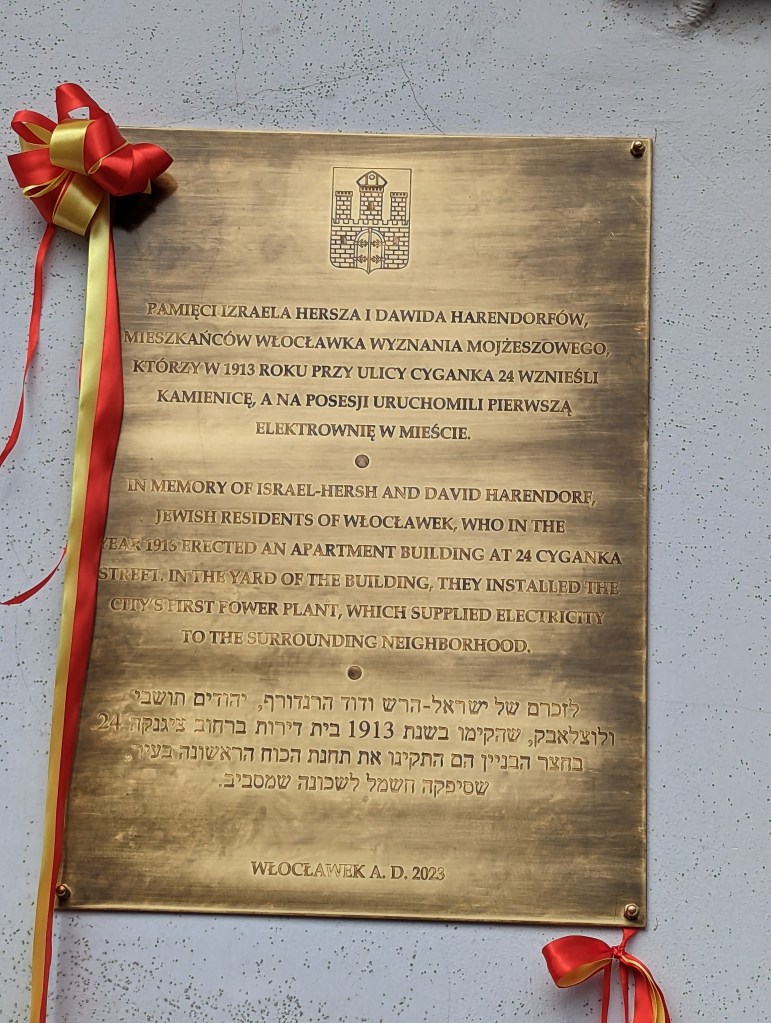 PAMIĘCI IZRAELA HERSZA I DAWIDA HARENDORFÓW,
MIESZKAŃCÓW WŁOCŁAWKA WYZNANIA MOJŻESZOWEGO,
KTÓRZY W 1913 ROKU PRZY ULICY CYGANKA 24 WZNIEŚLI
KAMIENICĘ, A NA POSESJI URUCHOMILI PIERWSZĄ
ELEKTROWNIĘ W MIEŚCIE.
IN MEMORY OF ISRAEL-HERSH AND DAVID HARENDORF,
JEWISH RESIDENTS OF WŁOCŁAWEK, WHO IN THE
YEAR 1913 ERECTED AN APARTMENT BUILDING AT 24 CYGANKA
STREET. IN THE YARD OF THE BUILDING, THEY INSTALLED THE
CITY'S FIRST POWER PLANT, WHICH SUPPLIED ELECTRICITY
TO THE SURROUNDING NEIGHBORHOOD.
לזכרם של ישראל-הרש ודוד הרנדורף, יהודים תושבי
ולוצלאבק, שהקימו בשנת 1913 בית דירות ברחוב ציגנקה 24.
בחצר הבניין הם התקינו את תחנת הכוח הראשונה בעיר,
שסיפקה חשמל לשכונה שמסביב.
WŁOCŁAWEK A. D. 2023